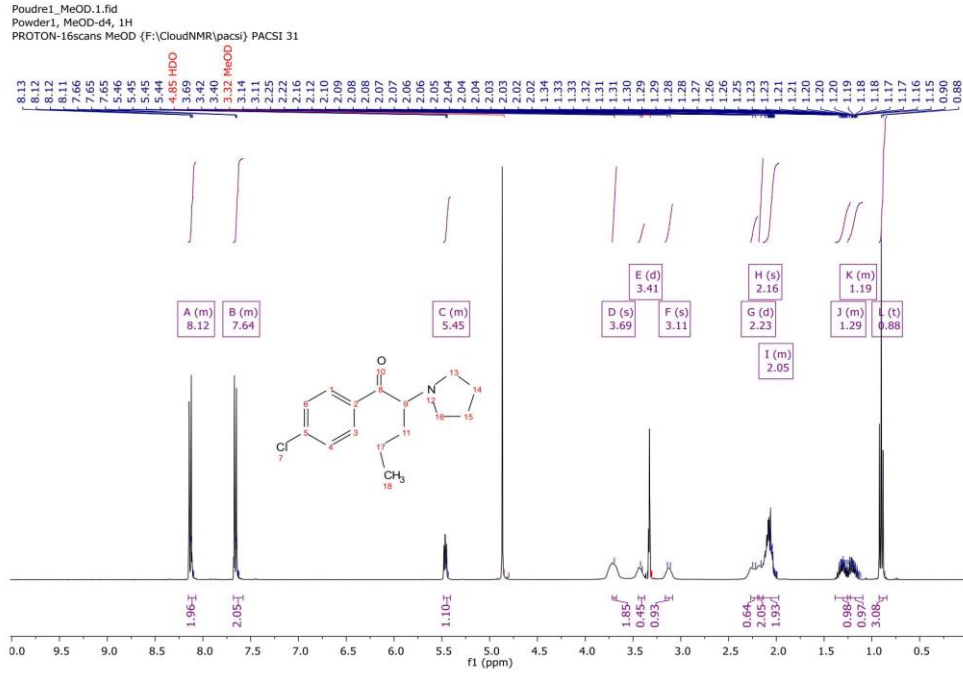 Poudre1_MeOD.1.fid
Powder1, MeOD-d4, 1H
PROTON-16scans MeOD {F:\CloudNMR\pacsi} PACSI 31
8.13 8.12 8.12 8.11 7.66 7.65 7.65 5.46 5.45 5.45 5.44 4.85 HDO 3.69 3.42 3.40 3.32 MeOD 3.14 3.11 2.25 2.22 2.16 2.12 2.10 2.09 2.08 2.08 2.07 2.07 2.06 2.06 2.05 2.04 2.04 2.04 2.03 2.03 2.02 2.02 1.34 1.33 1.33 1.32 1.31 1.31 1.30 1.29 1.29 1.28 1.28 1.26 1.25 1.23 1.23 1.21 1.21 1.20 1.20 1.20 1.19 1.18 1.18 1.17 1.17 1.16 1.15 0.90 0.88
E (d) 3.41
H (s) 2.16
K (m) 1.19
A (m) 8.12
B (m) 7.64
C (m) 5.45
D (s) 3.69
F (s) 3.11
G (d) 2.23
J (m) 1.29
L (t) 0.88
I (m) 2.05
O
10
13
1
8
N
14
6
2
9
12
5
3
16
15
Cl
4
11
7
17
CH3
18
1.96 2.05 1.10 1.85 0.45 0.93 0.64 2.05 1.93 0.98 0.97 3.08
0.0 9.5 9.0 8.5 8.0 7.5 7.0 6.5 6.0 5.5 5.0 4.5 4.0 3.5 3.0 2.5 2.0 1.5 1.0 0.5 0.0
f1 (ppm)